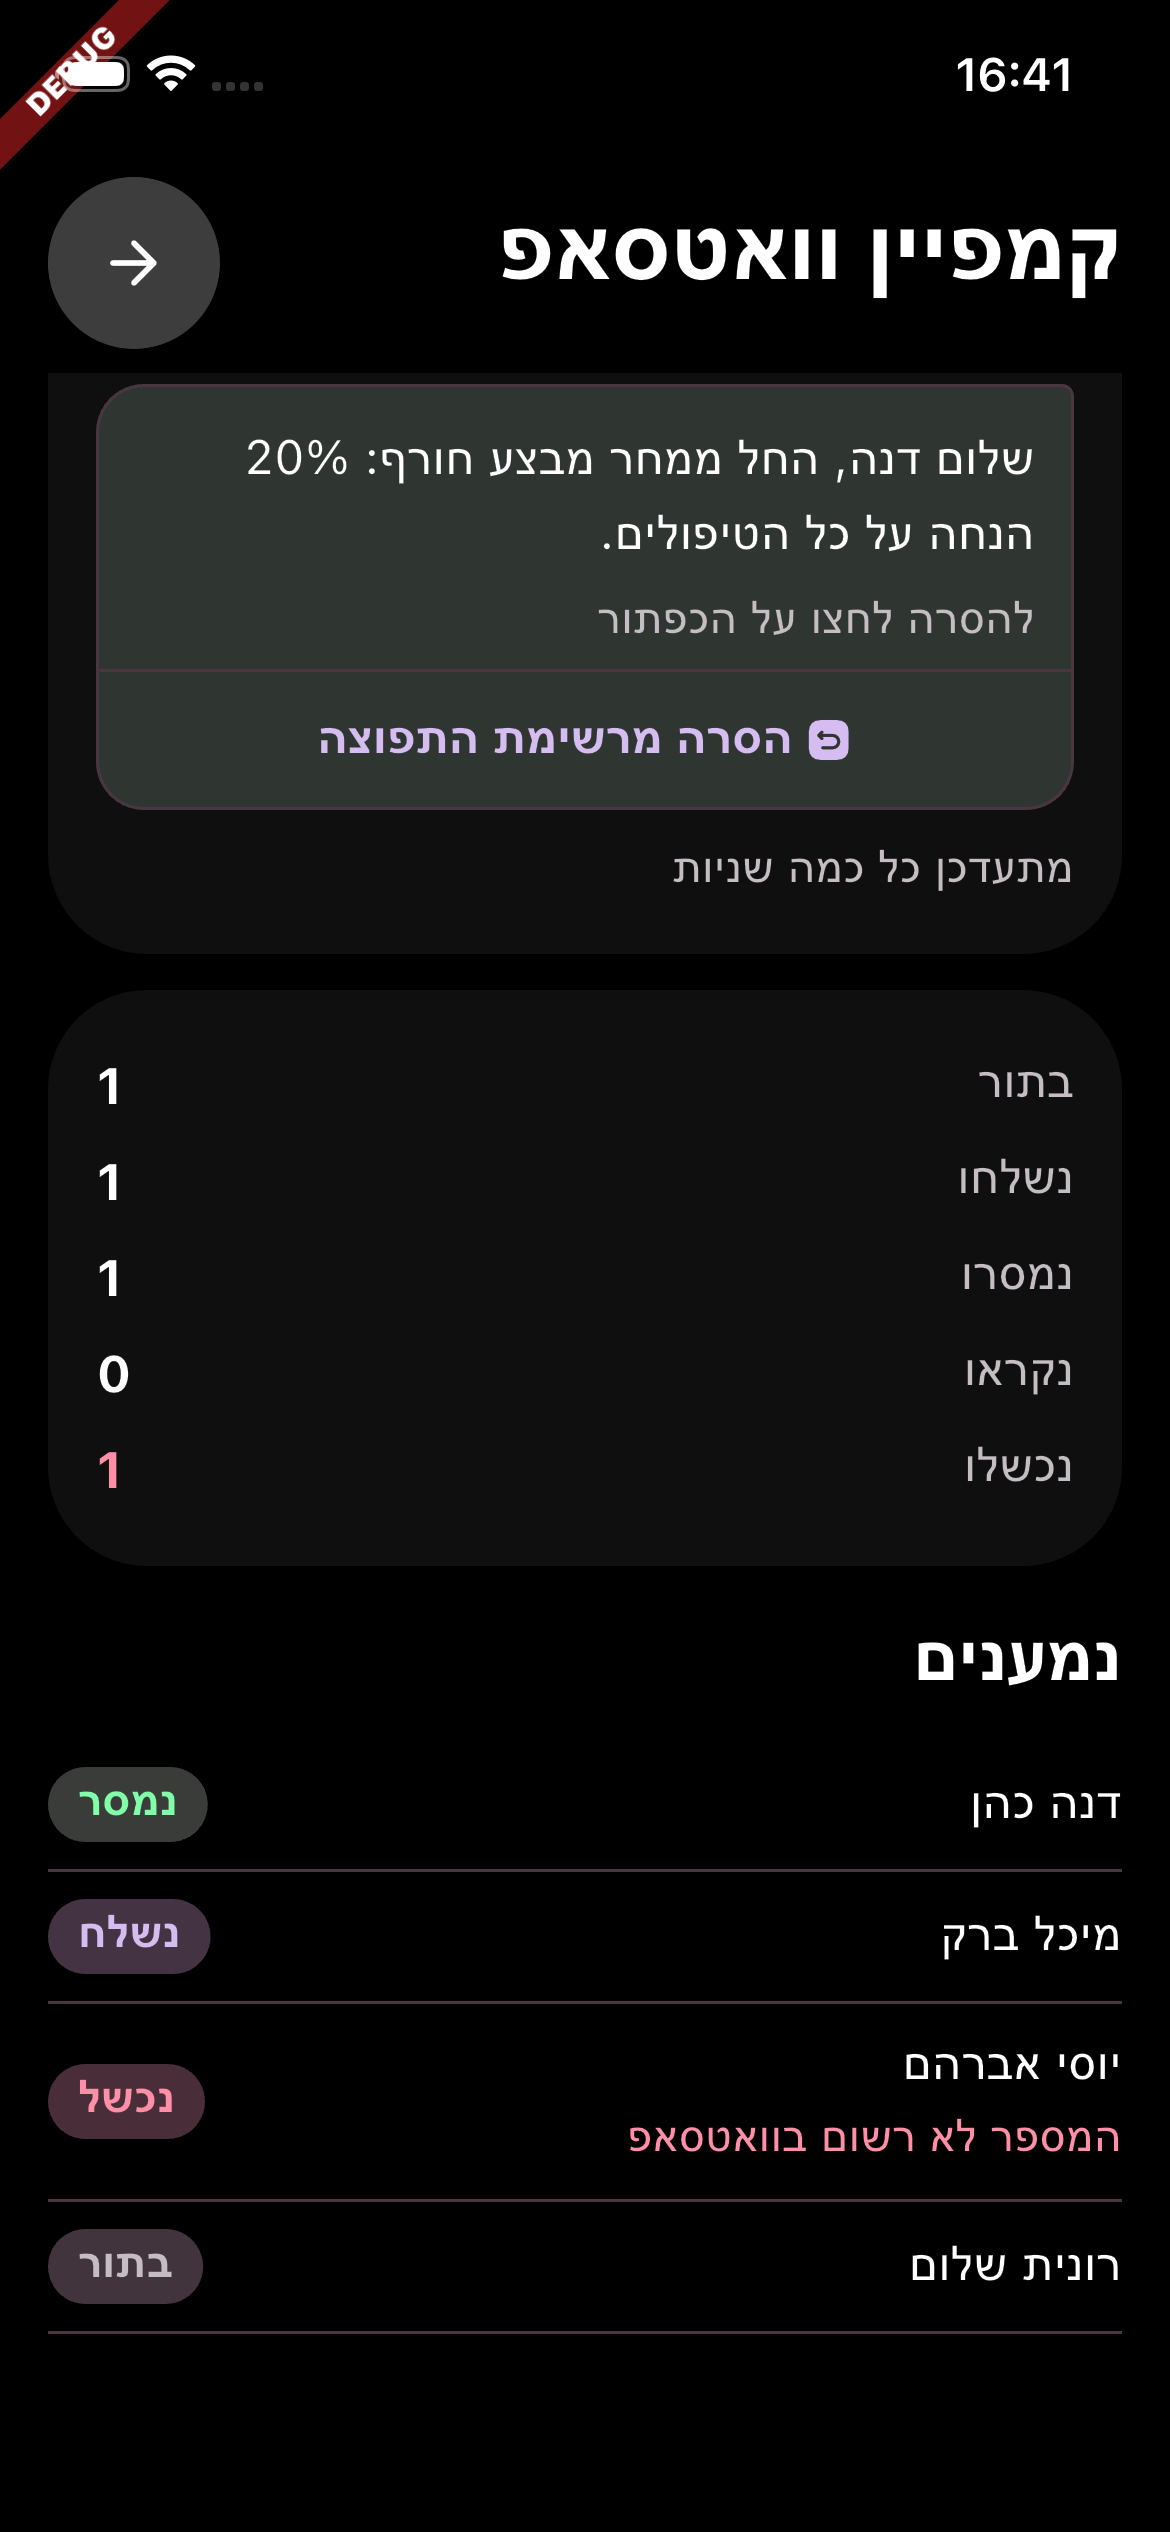 DEBUG
16:41
קמפיין וואטסאפ
שלום דנה, החל ממחר מבצע חורף: 20%
הנחה על כל הטיפולים.
להסרה לחצו על הכפתור
הסרה מרשימת התפוצה
מתעדכן כל כמה שניות
בתור 1
נשלחו 1
נמסרו 1
נקראו 0
נכשלו 1
נמענים
דנה כהן נמסר
מיכל ברק נשלח
יוסי אברהם נכשל
המספר לא רשום בוואטסאפ
רונית שלום בתור